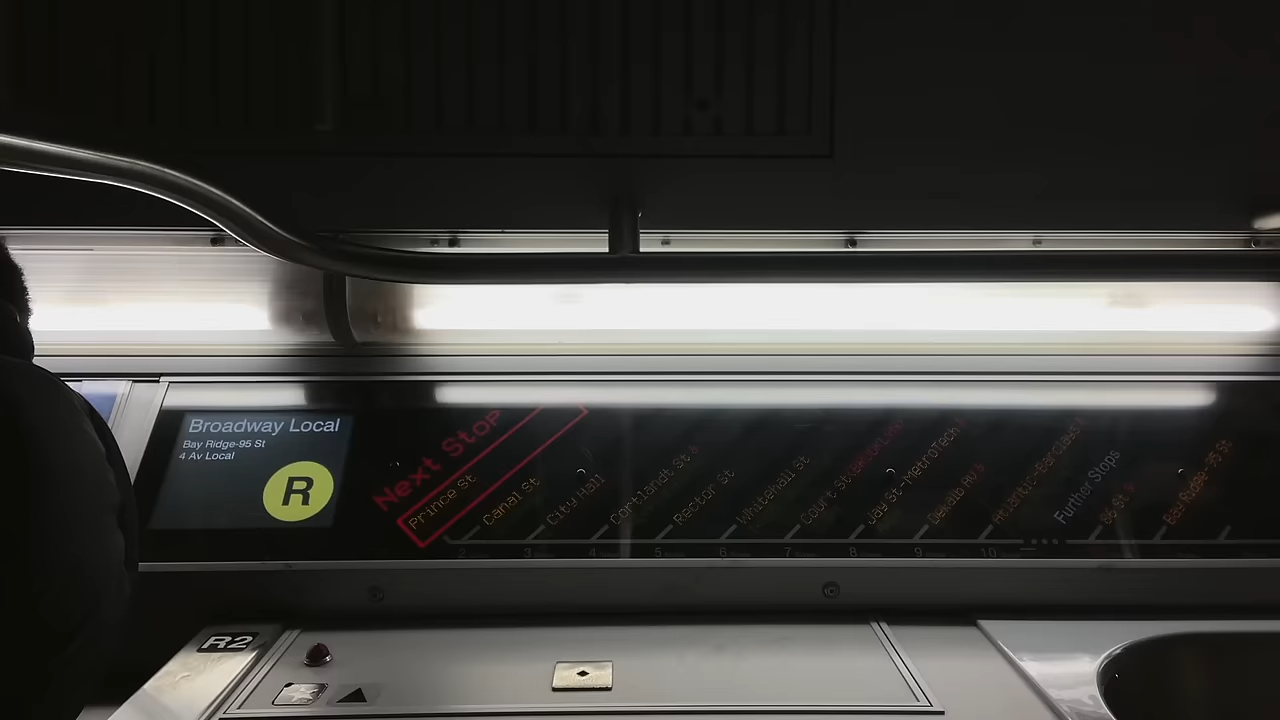 Broadway Local
Bay Ridge-95 St
4 Av Local
R
Next Stop
Prince St
Canal St
City Hall
Cortlandt St
Rector St
Whitehall St
Court St
Jay St-MetroTech
DeKalb Av
Atlantic-Barclays
Further Stops
86 St
Bay Ridge-95 St
2
3
4
5
6
7
8
9
10
R2